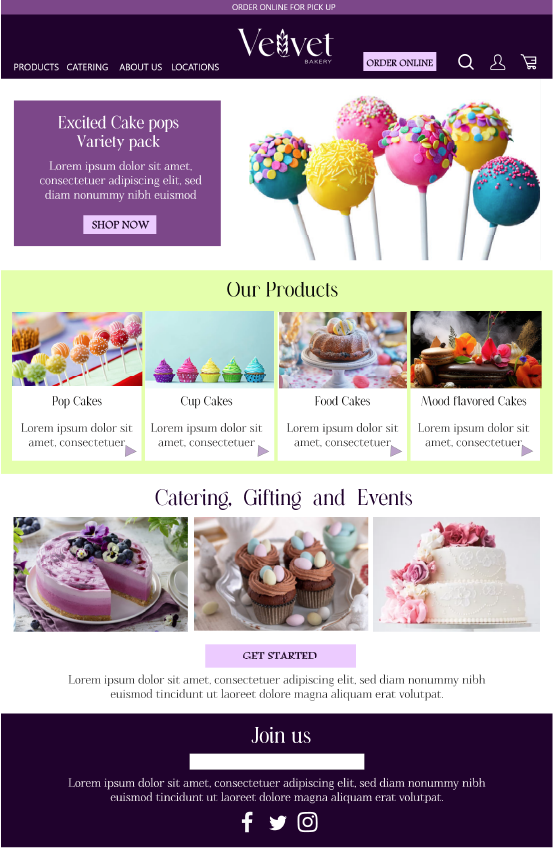 ORDER ONLINE FOR PICK UP
Velvet
BAKERY
PRODUCTS CATERING ABOUT US LOCATIONS
ORDER ONLINE
Excited Cake pops
Variety pack
Lorem ipsum dolor sit amet,
consectetuer adipiscing elit, sed
diam nonummy nibh euismod
SHOP NOW
Our Products
Pop Cakes
Lorem ipsum dolor sit
amet, consectetuer
Cup Cakes
Lorem ipsum dolor sit
amet, consectetuer
Food Cakes
Lorem ipsum dolor sit
amet, consectetuer
Mood flavored Cakes
Lorem ipsum dolor sit
amet, consectetuer
Catering, Gifting and Events
GET STARTED
Lorem ipsum dolor sit amet, consectetuer adipiscing elit, sed diam nonummy nibh
euismod tincidunt ut laoreet dolore magna aliquam erat volutpat.
Join us
Lorem ipsum dolor sit amet, consectetuer adipiscing elit, sed diam nonummy nibh
euismod tincidunt ut laoreet dolore magna aliquam erat volutpat.